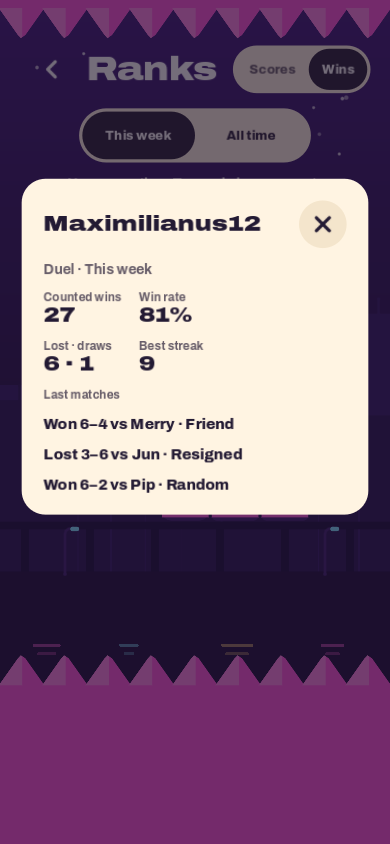 Ranks
Scores
Wins
This week
All time
Maximilianus12
Duel · This week
Counted wins
Win rate
27
81%
Lost · draws
Best streak
6 · 1
9
Last matches
Won 6–4 vs Merry · Friend
Lost 3–6 vs Jun · Resigned
Won 6–2 vs Pip · Random